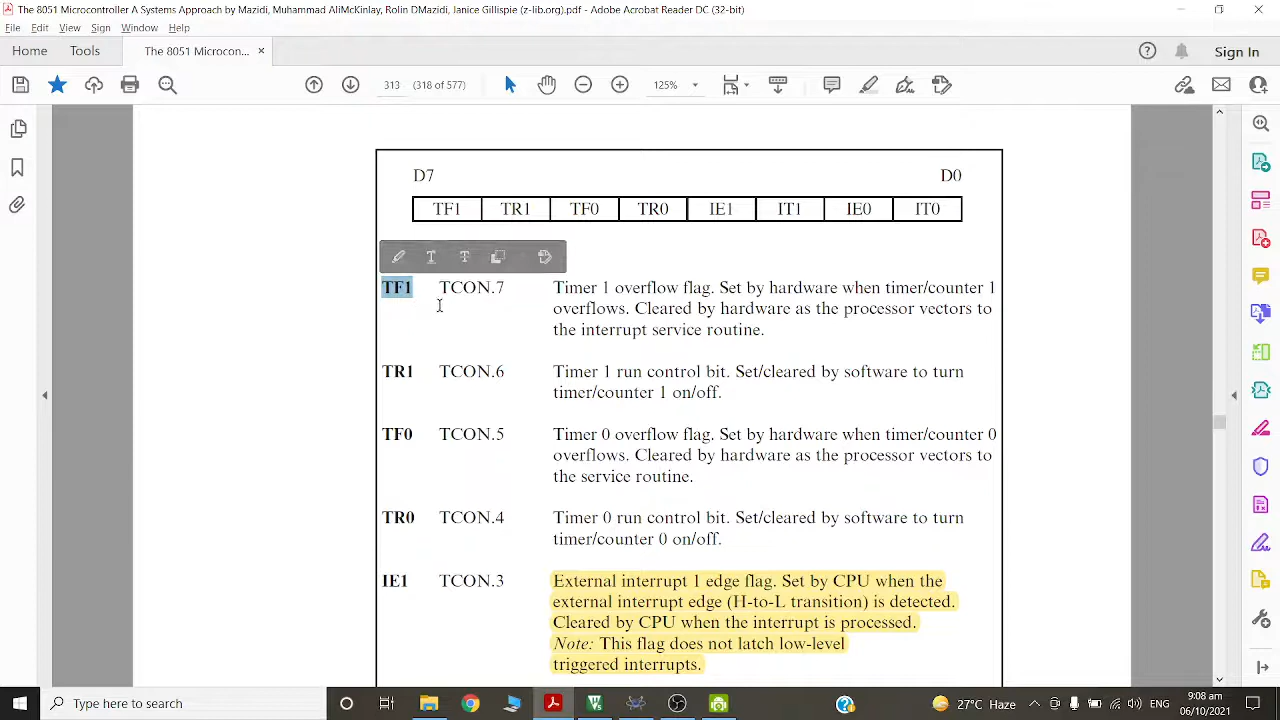 The 8051 Microcontroller A Systems Approach by Mazidi, Muhammad AliMcKinlay, Rolin DMazidi, Janice Gillispie (z-lib.org).pdf - Adobe Acrobat Reader DC (32-bit)
File Edit View Sign Window Help
Home Tools The 8051 Microcon... × Sign In
313 (318 of 577) 125%
D7 D0
TF1 TR1 TF0 TR0 IE1 IT1 IE0 IT0
TF1 TCON.7 Timer 1 overflow flag. Set by hardware when timer/counter 1
overflows. Cleared by hardware as the processor vectors to
the interrupt service routine.
TR1 TCON.6 Timer 1 run control bit. Set/cleared by software to turn
timer/counter 1 on/off.
TF0 TCON.5 Timer 0 overflow flag. Set by hardware when timer/counter 0
overflows. Cleared by hardware as the processor vectors to
the service routine.
TR0 TCON.4 Timer 0 run control bit. Set/cleared by software to turn
timer/counter 0 on/off.
IE1 TCON.3 External interrupt 1 edge flag. Set by CPU when the
external interrupt edge (H-to-L transition) is detected.
Cleared by CPU when the interrupt is processed.
Note: This flag does not latch low-level
triggered interrupts.
Type here to search 27°C Haze ENG 9:08 am
06/10/2021